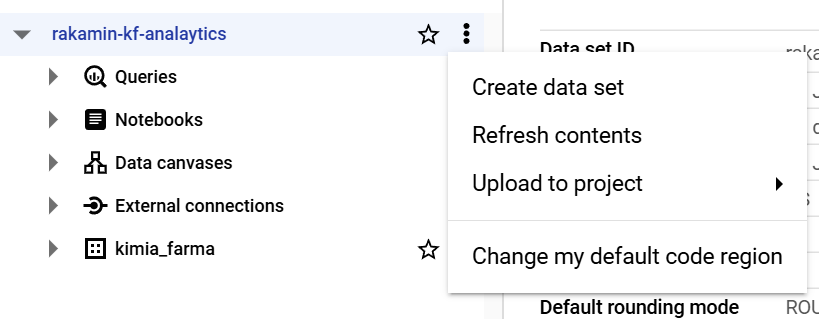 rakamin-kf-analaytics
Queries
Notebooks
Data canvases
External connections
kimia_farma
Create data set
Refresh contents
Upload to project
Change my default code region
Data set ID
Default rounding mode